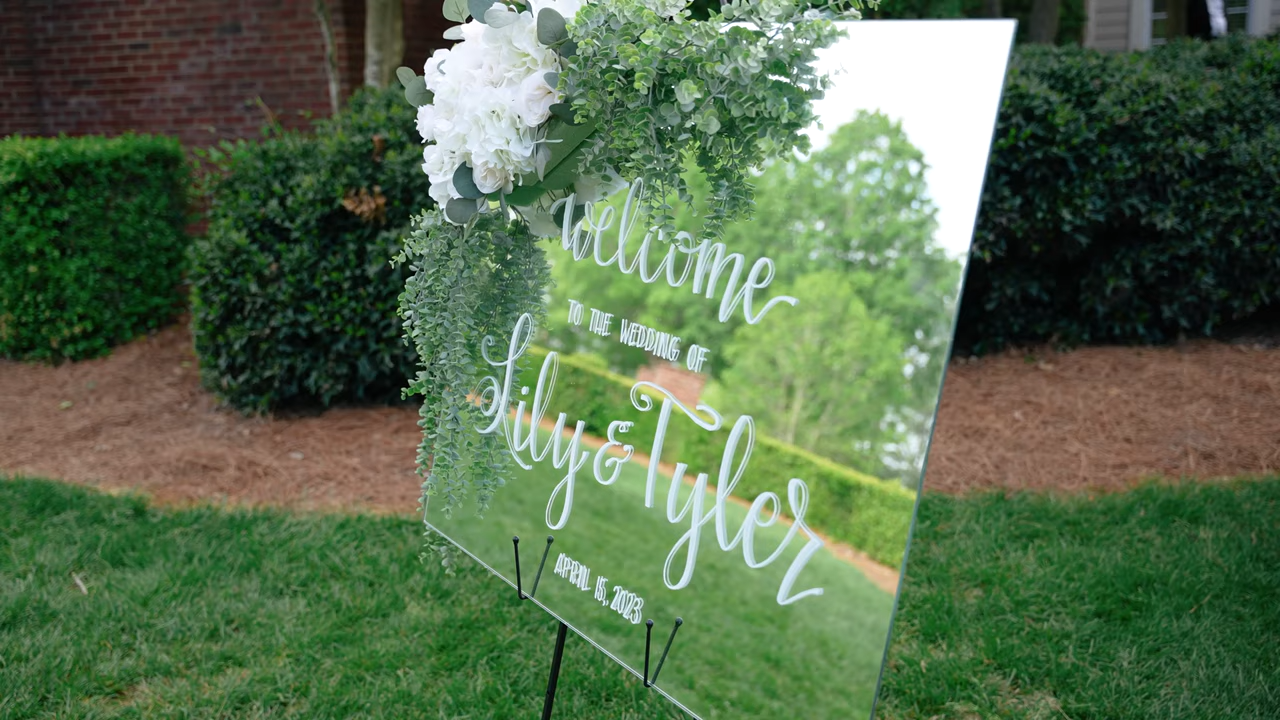 welcome
TO THE WEDDING OF
Lily & Tyler
APRIL 15, 2023